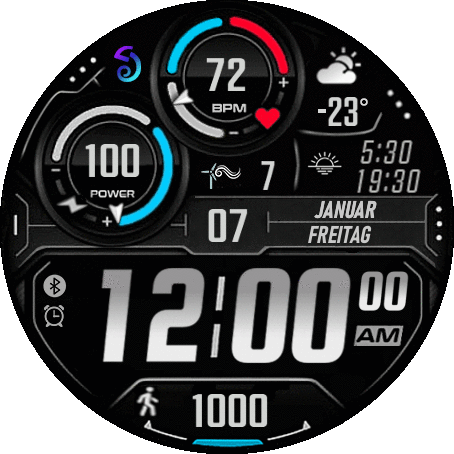 72
BPM
+
-
-23°
100
POWER
-
+
7
5:30
19:30
07
JANUAR
FREITAG
12:00
00
AM
1000